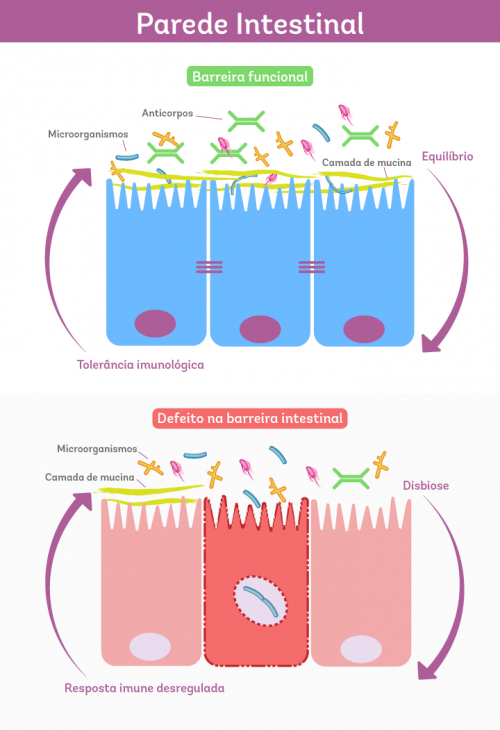 Parede Intestinal
Barreira funcional
Anticorpos
Microorganismos
Camada de mucina
Equilíbrio
Tolerância imunológica
Defeito na barreira intestinal
Microorganismos
Camada de mucina
Disbiose
Resposta imune desregulada